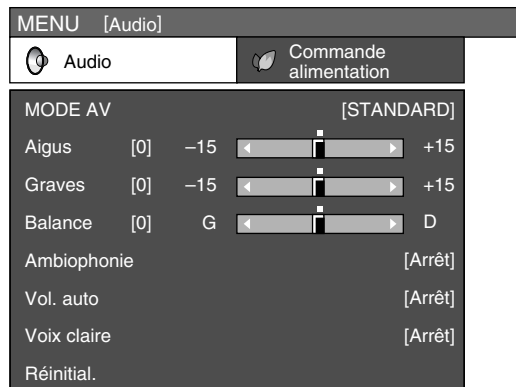 MENU [Audio]
Audio
Commande
alimentation
MODE AV [STANDARD]
Aigus [0] –15 +15
Graves [0] –15 +15
Balance [0] G D
Ambiophonie [Arrêt]
Vol. auto [Arrêt]
Voix claire [Arrêt]
Réinitial.